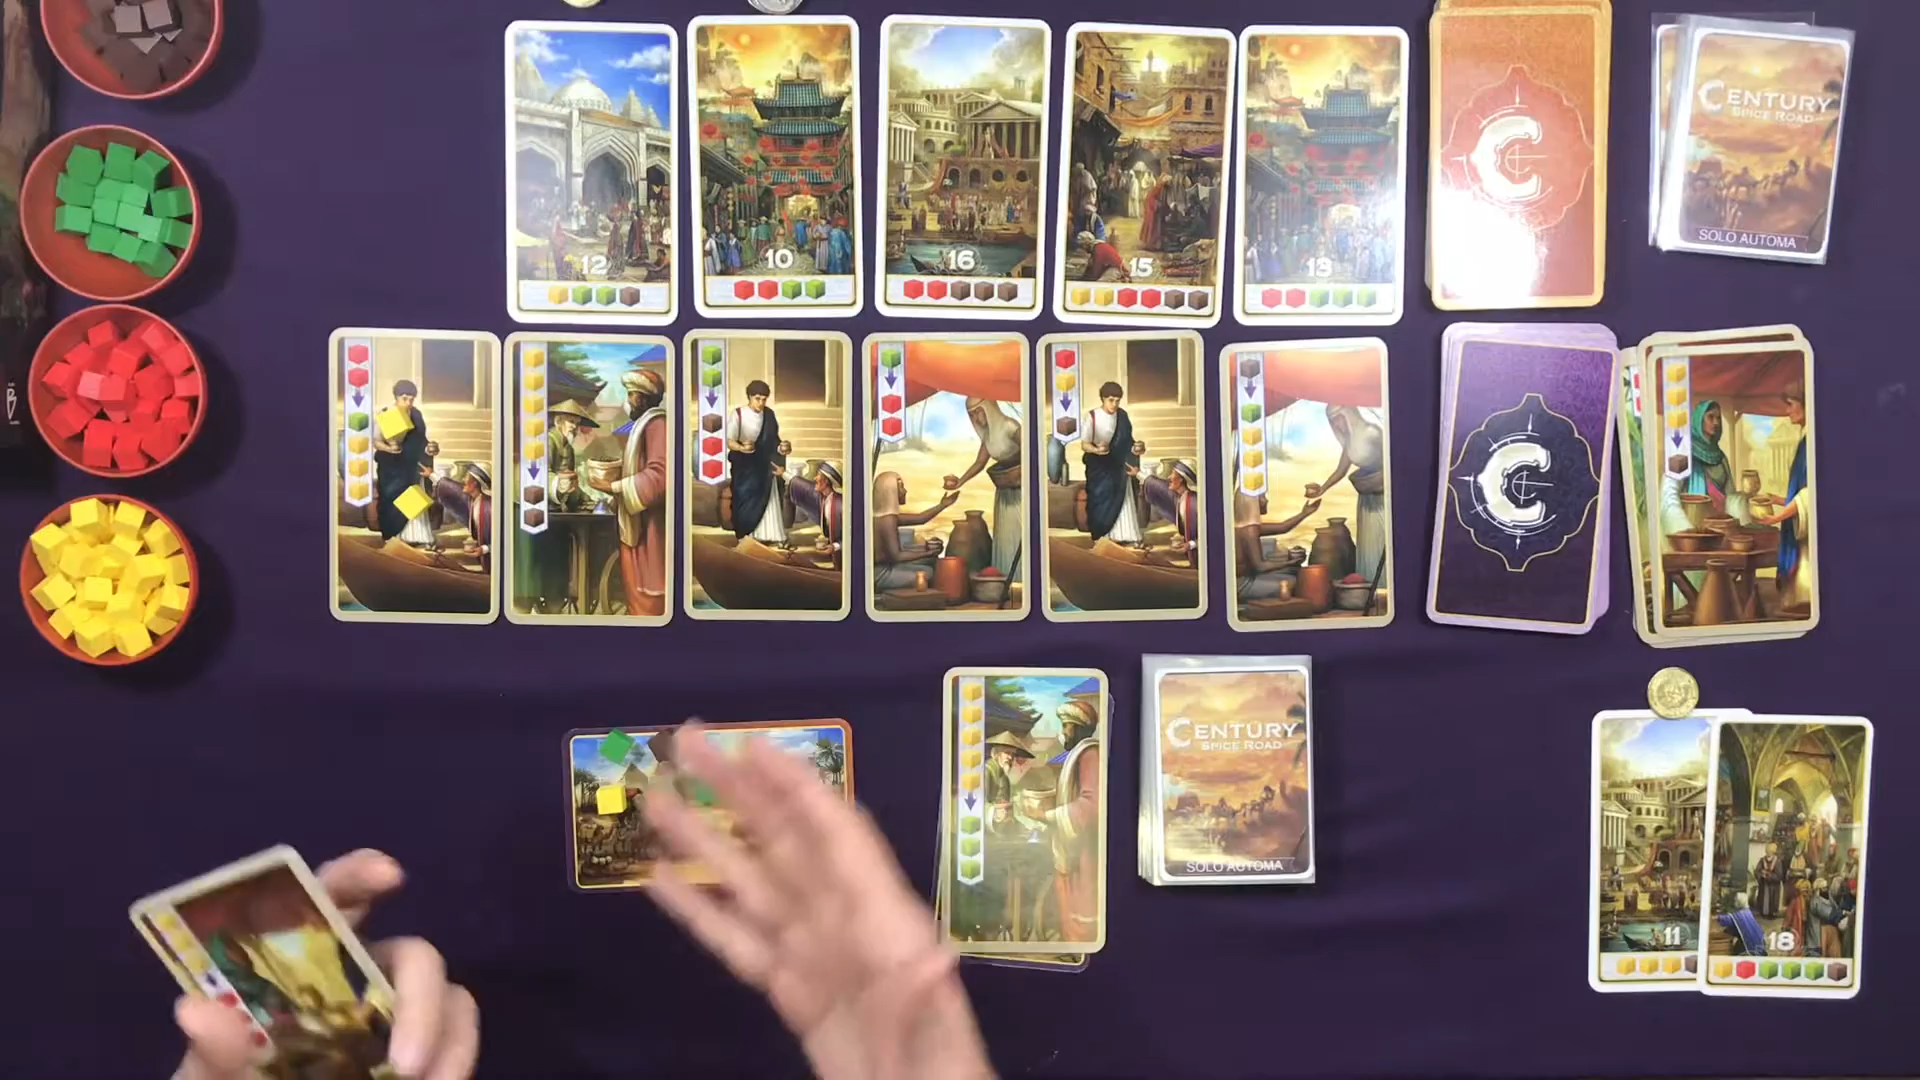 12
10
16
15
13
CENTURY
SPICE ROAD
SOLO AUTOMA
CENTURY
SPICE ROAD
SOLO AUTOMA
11
18